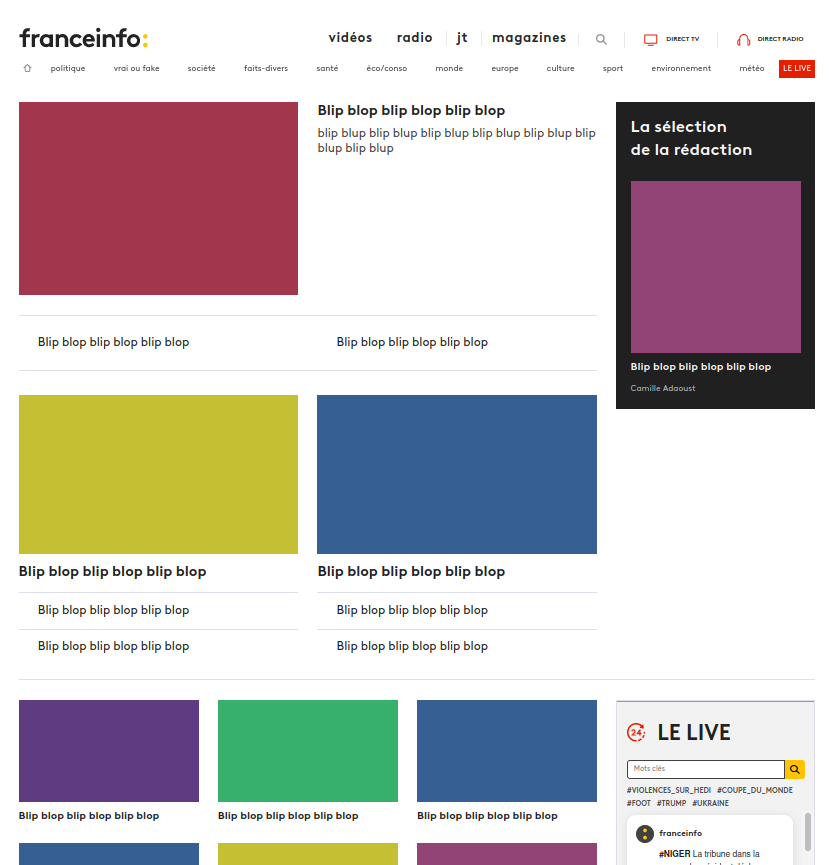 franceinfo:
vidéos radio jt magazines DIRECT TV DIRECT RADIO
politique vrai ou fake société faits-divers santé éco/conso monde europe culture sport environnement météo LE LIVE
Blip blop blip blop blip blop
blip blup blip blup blip blup blip blup blip blup blip
blup blip blup
La sélection
de la rédaction
Blip blop blip blop blip blop
Camille Adaoust
Blip blop blip blop blip blop
Blip blop blip blop blip blop
Blip blop blip blop blip blop
Blip blop blip blop blip blop
Blip blop blip blop blip blop
Blip blop blip blop blip blop
Blip blop blip blop blip blop
Blip blop blip blop blip blop
Blip blop blip blop blip blop
Blip blop blip blop blip blop
Blip blop blip blop blip blop
24 LE LIVE
Mots clés
#VIOLENCES_SUR_HEDI #COUPE_DU_MONDE
#FOOT #TRUMP #UKRAINE
franceinfo
#NIGER La tribune dans la